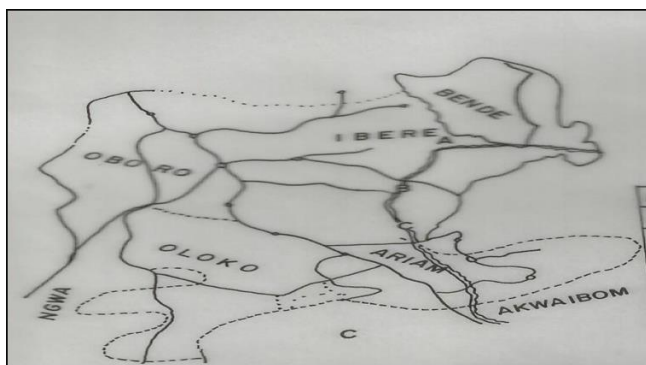 BENDE
IBERE
A
OBORO
B
C
OLOKO
ARIAM
NGWA
AKWAIBOM
C